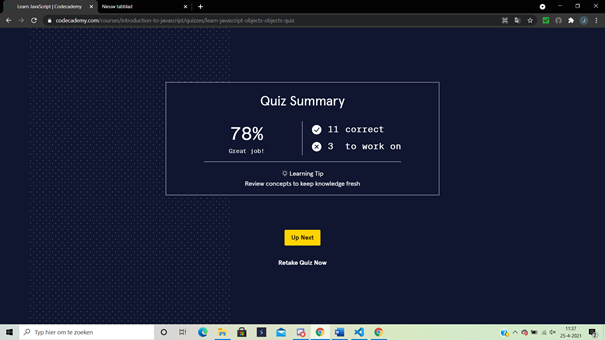 Learn JavaScript | Codecademy
Nieuw tabblad
codecademy.com/courses/introduction-to-javascript/quizzes/learn-javascript-objects-objects-quiz
Quiz Summary
78%
Great job!
11 correct
3 to work on
Learning Tip
Review concepts to keep knowledge fresh
Up Next
Retake Quiz Now
Typ hier om te zoeken
11:37
25-4-2021